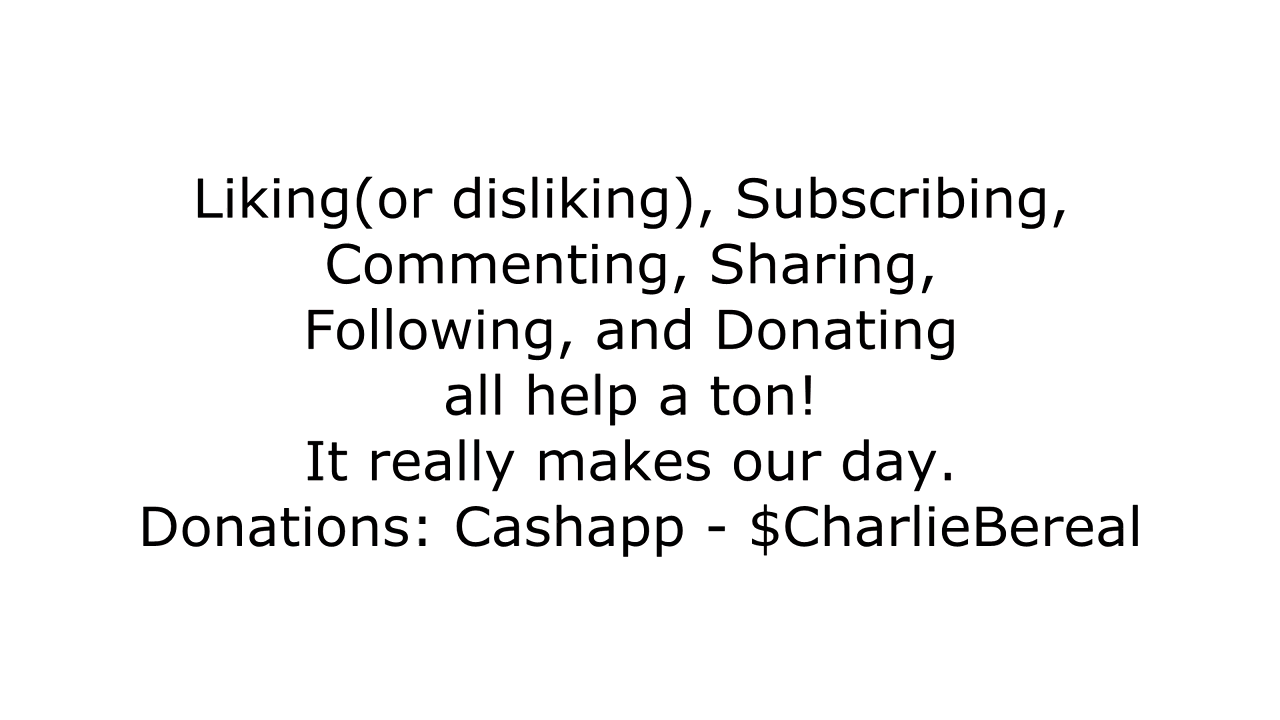 Liking(or disliking), Subscribing,
Commenting, Sharing,
Following, and Donating
all help a ton!
It really makes our day.
Donations: Cashapp - $CharlieBereal